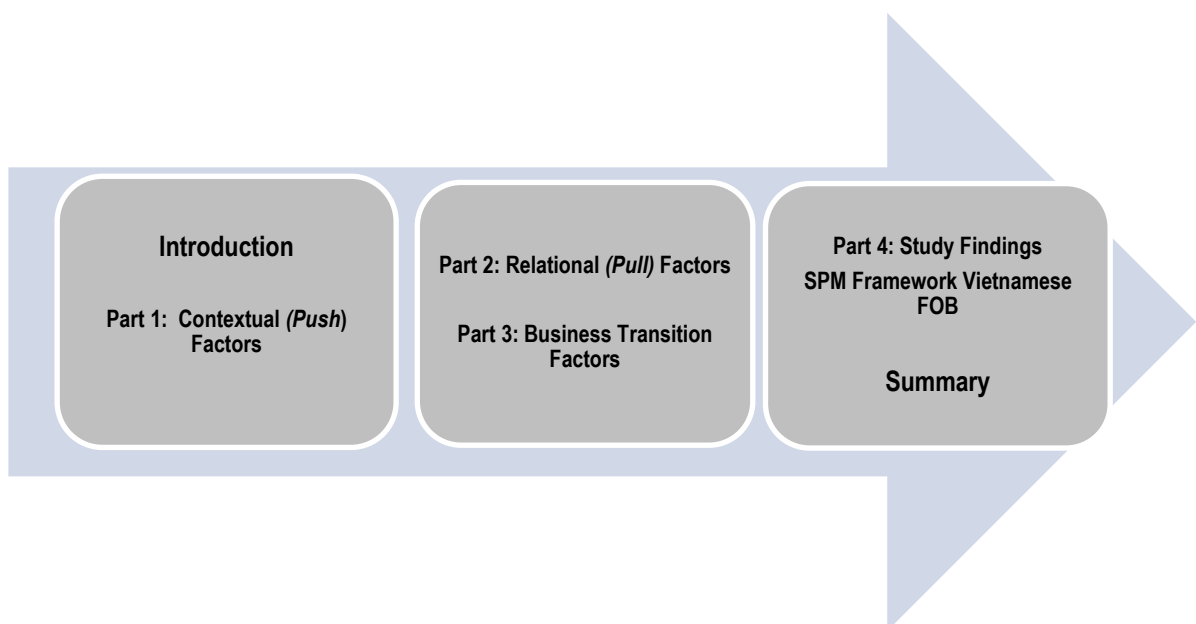 Introduction
Part 1:  Contextual (Push)
Factors
Part 2: Relational (Pull) Factors
Part 3: Business Transition
Factors
Part 4: Study Findings
SPM Framework Vietnamese
FOB
Summary